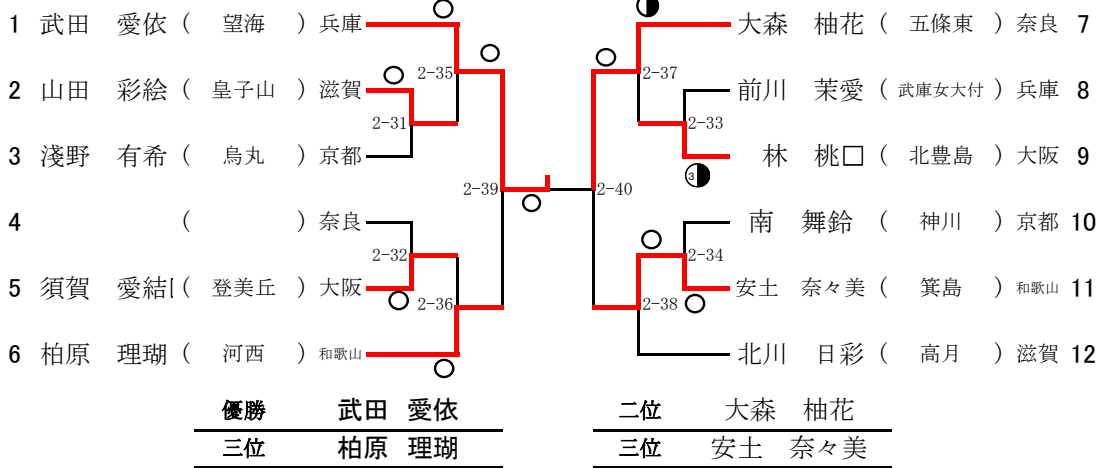 1 武田 愛依 ( 望海 ) 兵庫
2 山田 彩絵 ( 皇子山 ) 滋賀
3 淺野 有希 ( 烏丸 ) 京都
4 ( ) 奈良
5 須賀 愛結 ( 登美丘 ) 大阪
6 柏原 理瑚 ( 河西 ) 和歌山
2-35
2-31
2-39
2-32
2-36
2-37
2-33
3
2-40
2-34
2-38
大森 柚花 ( 五條東 ) 奈良 7
前川 茉愛 ( 武庫女大付 ) 兵庫 8
林 桃□ ( 北豊島 ) 大阪 9
南 舞鈴 ( 神川 ) 京都 10
安土 奈々美 ( 箕島 ) 和歌山 11
北川 日彩 ( 高月 ) 滋賀 12
優勝 武田 愛依
二位 大森 柚花
三位 柏原 理瑚
三位 安土 奈々美